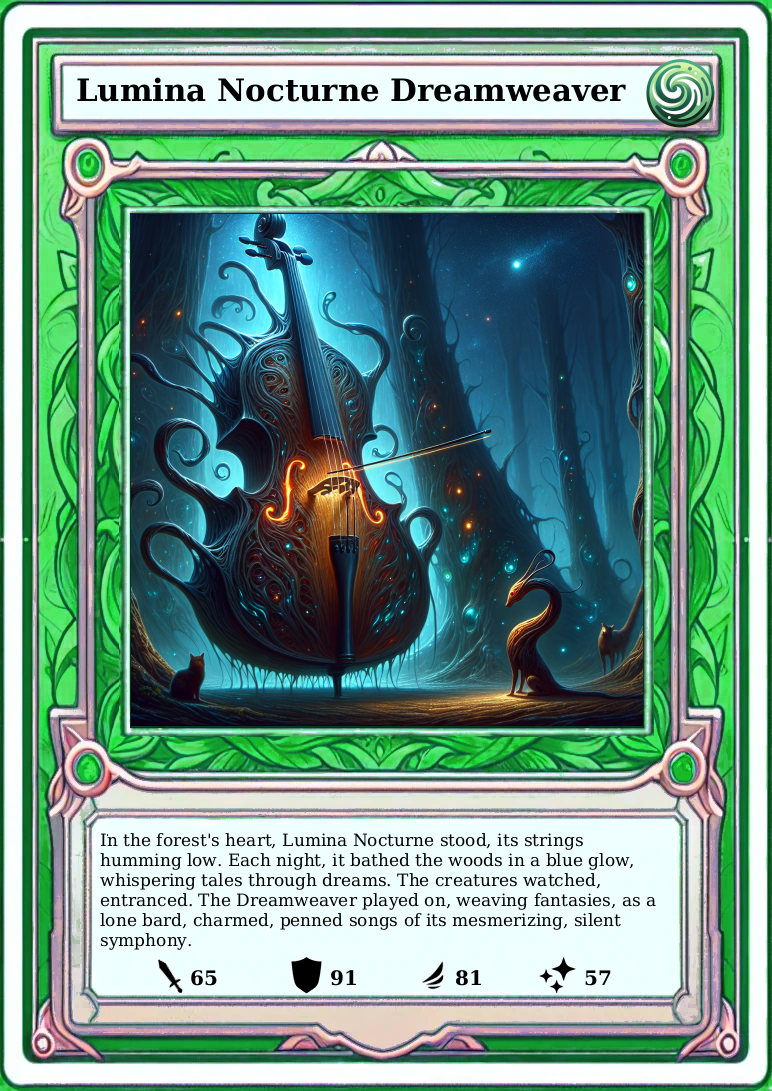 Lumina Nocturne Dreamweaver
In the forest's heart, Lumina Nocturne stood, its strings
humming low. Each night, it bathed the woods in a blue glow,
whispering tales through dreams. The creatures watched,
entranced. The Dreamweaver played on, weaving fantasies, as a
lone bard, charmed, penned songs of its mesmerizing, silent
symphony.
65 91 81 57